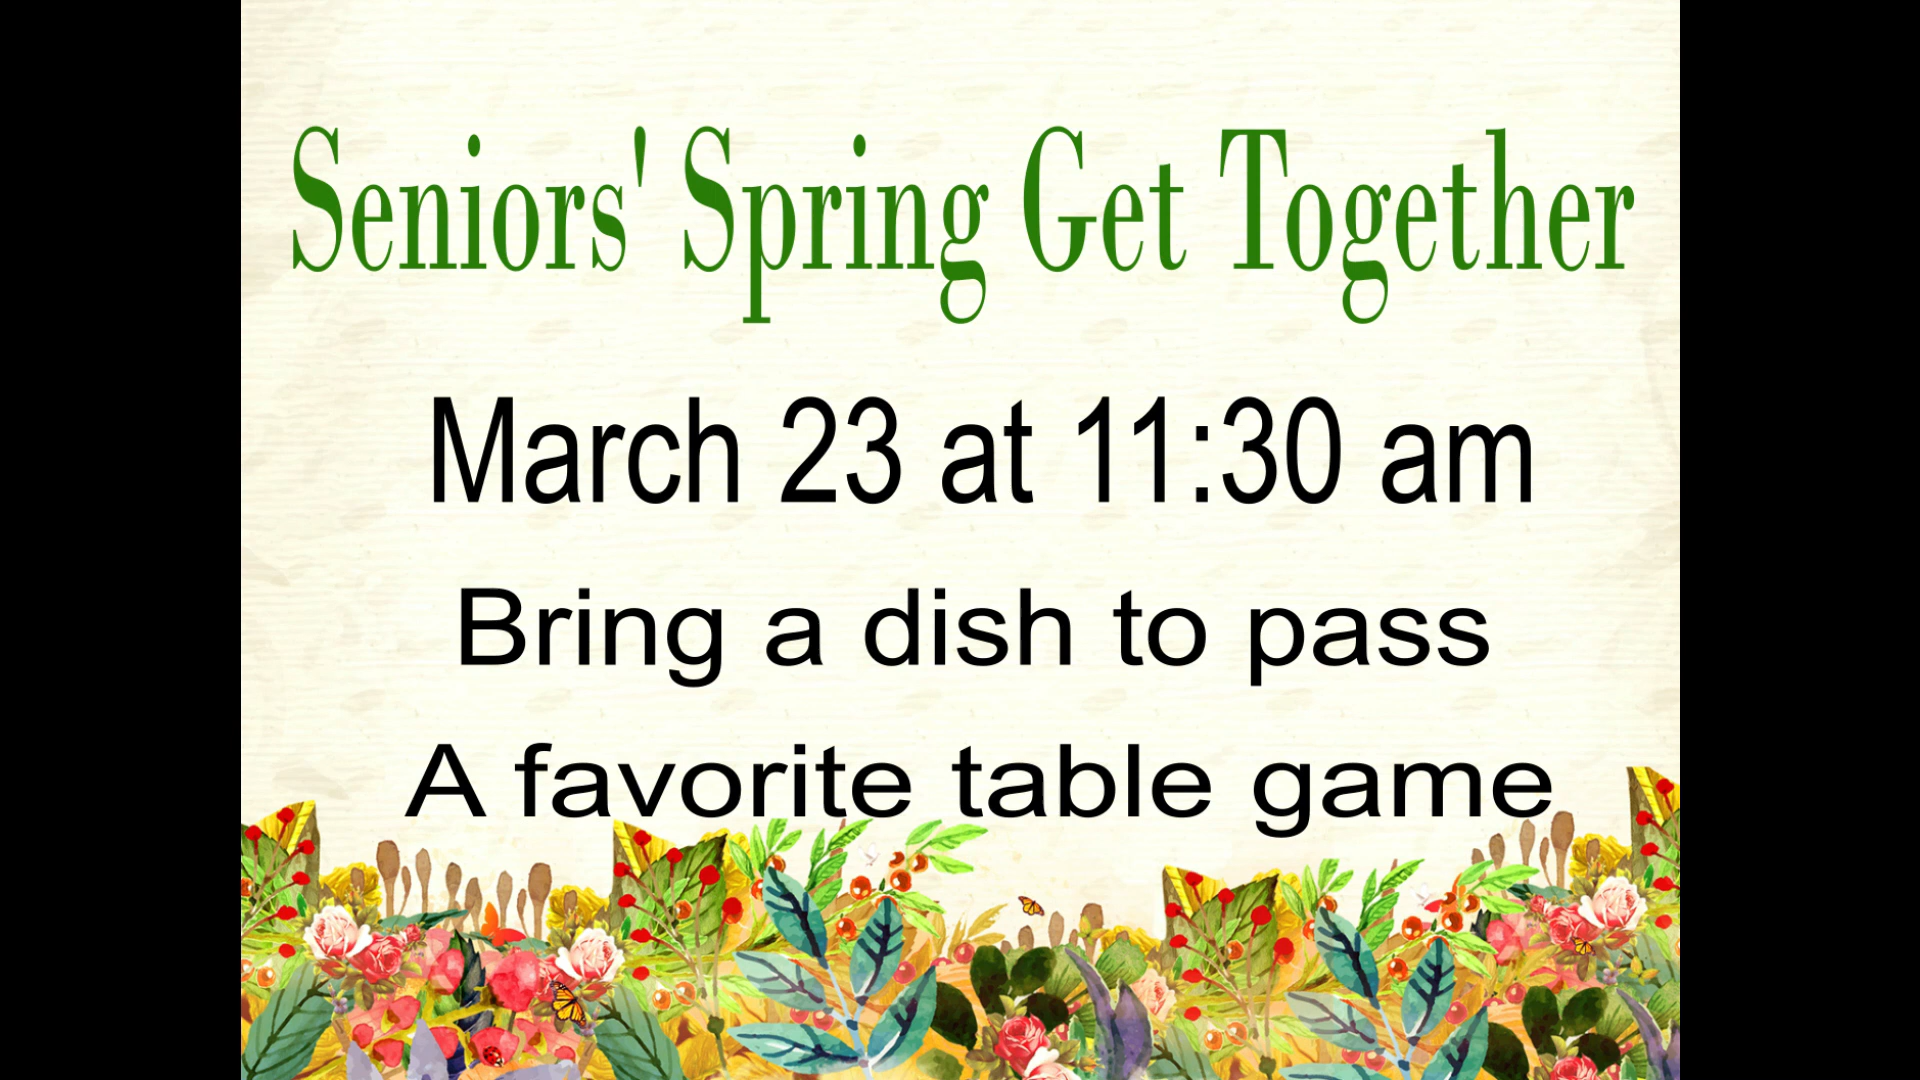 Seniors' Spring Get Together
March 23 at 11:30 am
Bring a dish to pass
A favorite table game